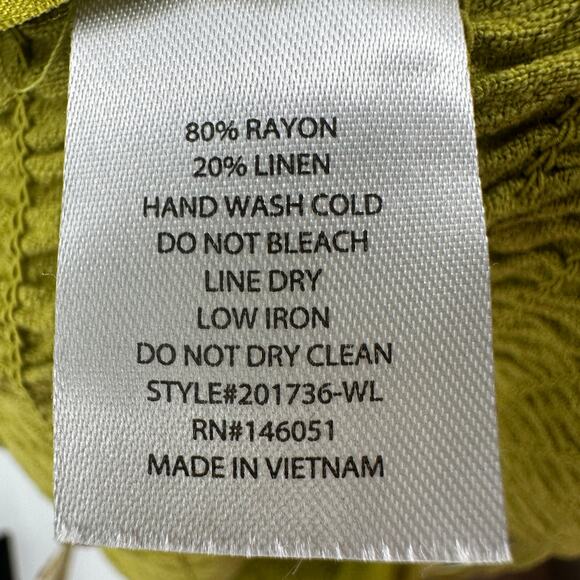 80% RAYON
20% LINEN
HAND WASH COLD
DO NOT BLEACH
LINE DRY
LOW IRON
DO NOT DRY CLEAN
STYLE#201736-WL
RN#146051
MADE IN VIETNAM